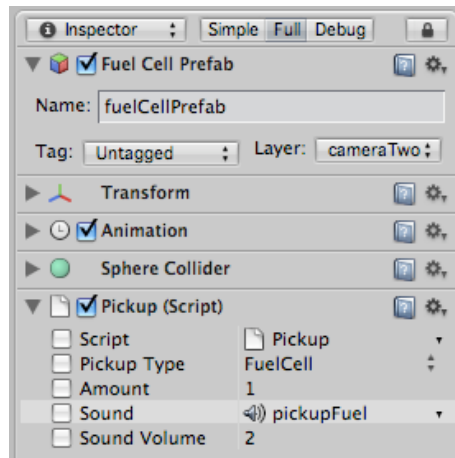 Inspector Simple Full Debug
Fuel Cell Prefab
Name: fuelCellPrefab
Tag: Untagged Layer: cameraTwo
Transform
Animation
Sphere Collider
Pickup (Script)
Script Pickup
Pickup Type FuelCell
Amount 1
Sound pickupFuel
Sound Volume 2